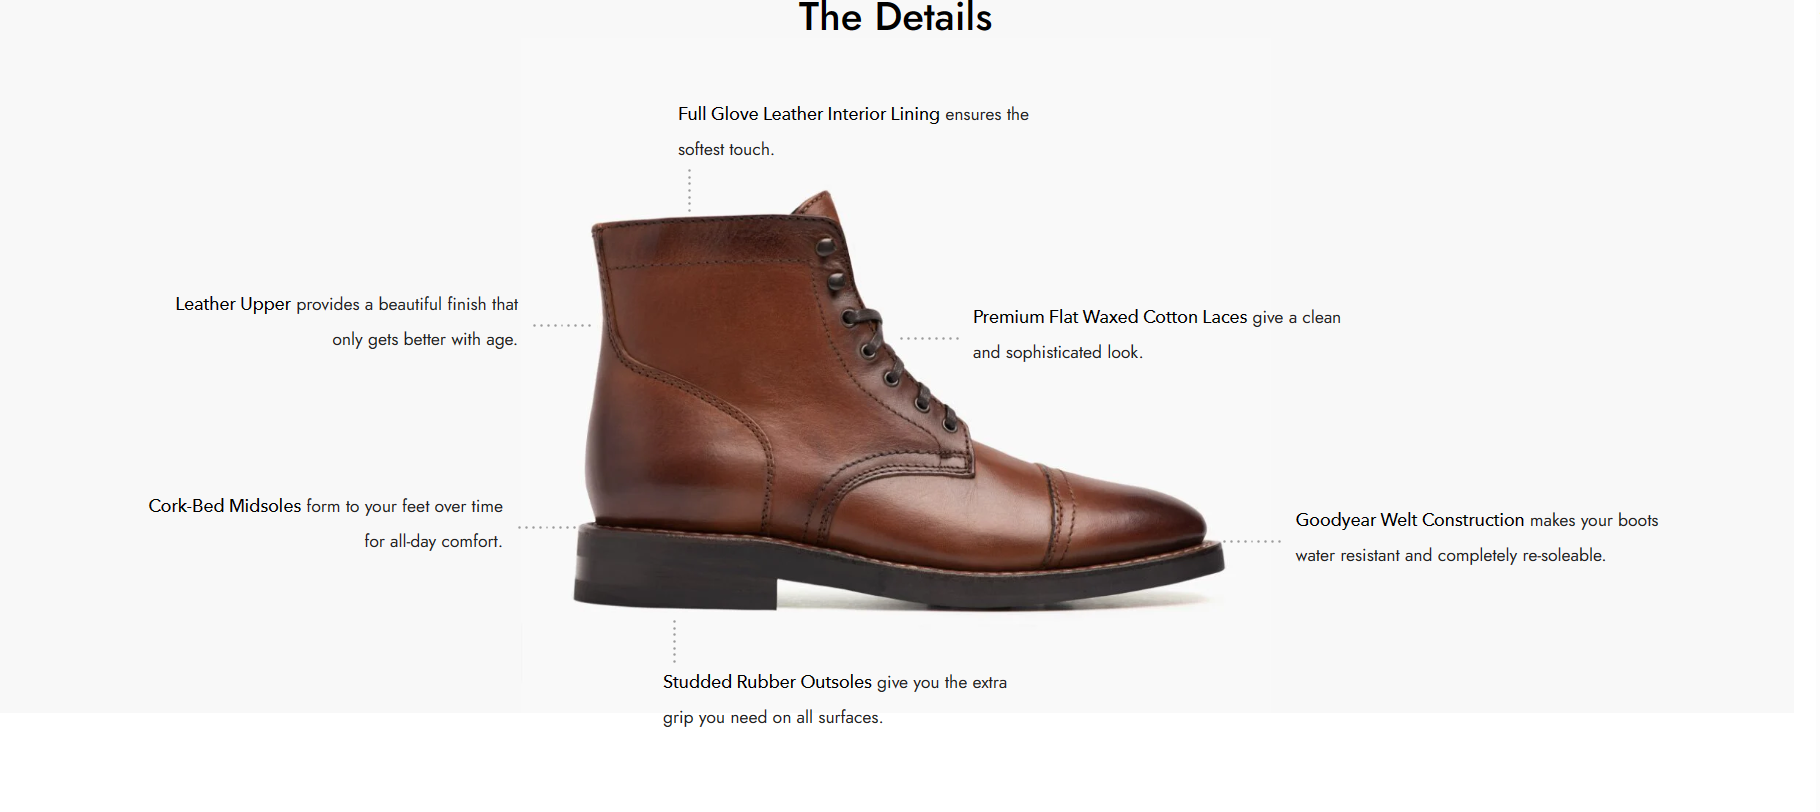 The Details
Full Glove Leather Interior Lining ensures the
softest touch.
Leather Upper provides a beautiful finish that
only gets better with age.
Premium Flat Waxed Cotton Laces give a clean
and sophisticated look.
Cork-Bed Midsoles form to your feet over time
for all-day comfort.
Goodyear Welt Construction makes your boots
water resistant and completely re-soleable.
Studded Rubber Outsoles give you the extra
grip you need on all surfaces.